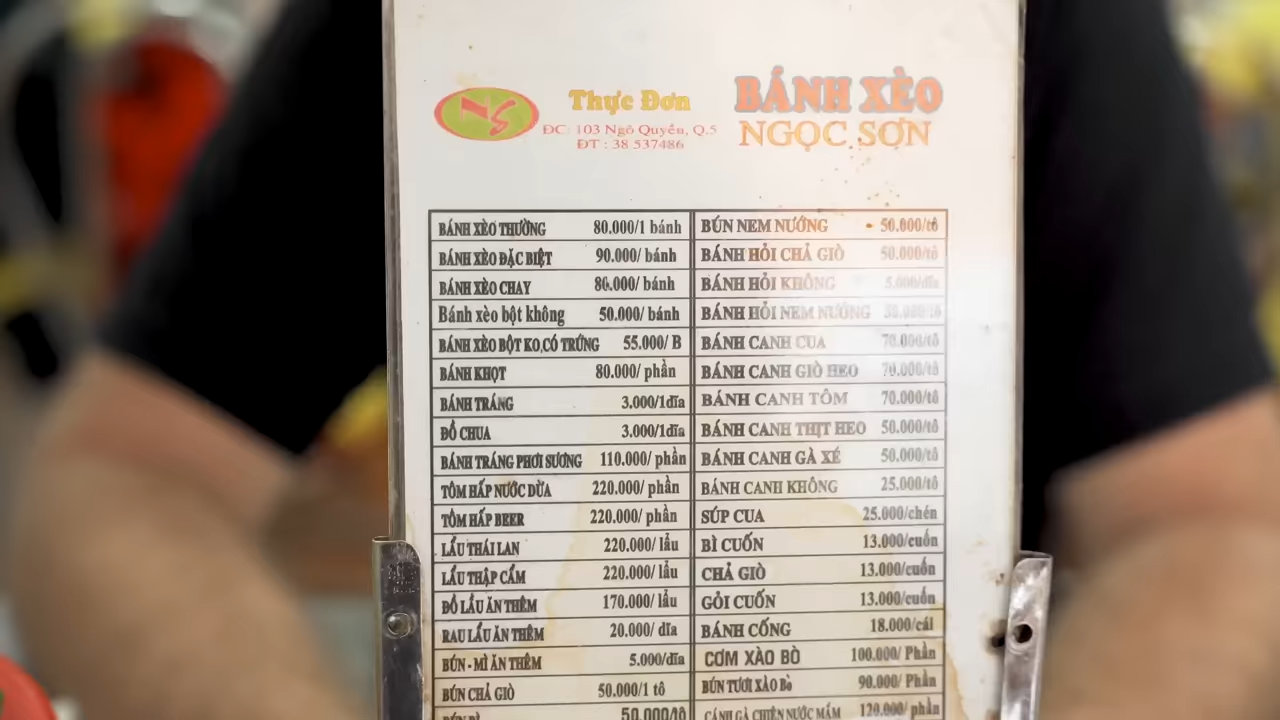 NS
Thực Đơn
ĐC: 103 Ngô Quyền, Q.5
ĐT : 38 537486
BÁNH XÈO
NGỌC SƠN
BÁNH XÈO THƯỜNG 80.000/1 bánh
BÁNH XÈO ĐẶC BIỆT 90.000/ bánh
BÁNH XÈO CHAY 80.000/ bánh
Bánh xèo bột không 50.000/ bánh
BÁNH XÈO BỘT KO,CÓ TRỨNG 55.000/ B
BÁNH KHỌT 80.000/ phần
BÁNH TRÁNG 3.000/1dĩa
ĐỒ CHUA 3.000/1dĩa
BÁNH TRÁNG PHƠI SƯƠNG 110.000/ phần
TÔM HẤP NƯỚC DỪA 220.000/ phần
TÔM HẤP BEER 220.000/ phần
LẨU THÁI LAN 220.000/ lẩu
LẨU THẬP CẨM 220.000/ lẩu
ĐỒ LẨU ĂN THÊM 170.000/ lẩu
RAU LẨU ĂN THÊM 20.000/ dĩa
BÚN - MÌ ĂN THÊM 5.000/dĩa
BÚN CHẢ GIÒ 50.000/1 tô
BÚN BÌ 50.000/tô
BÚN NEM NƯỚNG 50.000/tô
BÁNH HỎI CHẢ GIÒ 50.000/tô
BÁNH HỎI KHÔNG 5.000/dĩa
BÁNH HỎI NEM NƯỚNG 50.000/tô
BÁNH CANH CUA 70.000/tô
BÁNH CANH GIÒ HEO 70.000/tô
BÁNH CANH TÔM 70.000/tô
BÁNH CANH THỊT HEO 50.000/tô
BÁNH CANH GÀ XÉ 50.000/tô
BÁNH CANH KHÔNG 25.000/tô
SÚP CUA 25.000/chén
BÌ CUỐN 13.000/cuốn
CHẢ GIÒ 13.000/cuốn
GỎI CUỐN 13.000/cuốn
BÁNH CỐNG 18.000/cái
CƠM XÀO BÒ 100.000/ Phần
BÚN TƯƠI XÀO Bò 90.000/ Phần
CÁNH GÀ CHIÊN NƯỚC MẮM 120.000/ phần